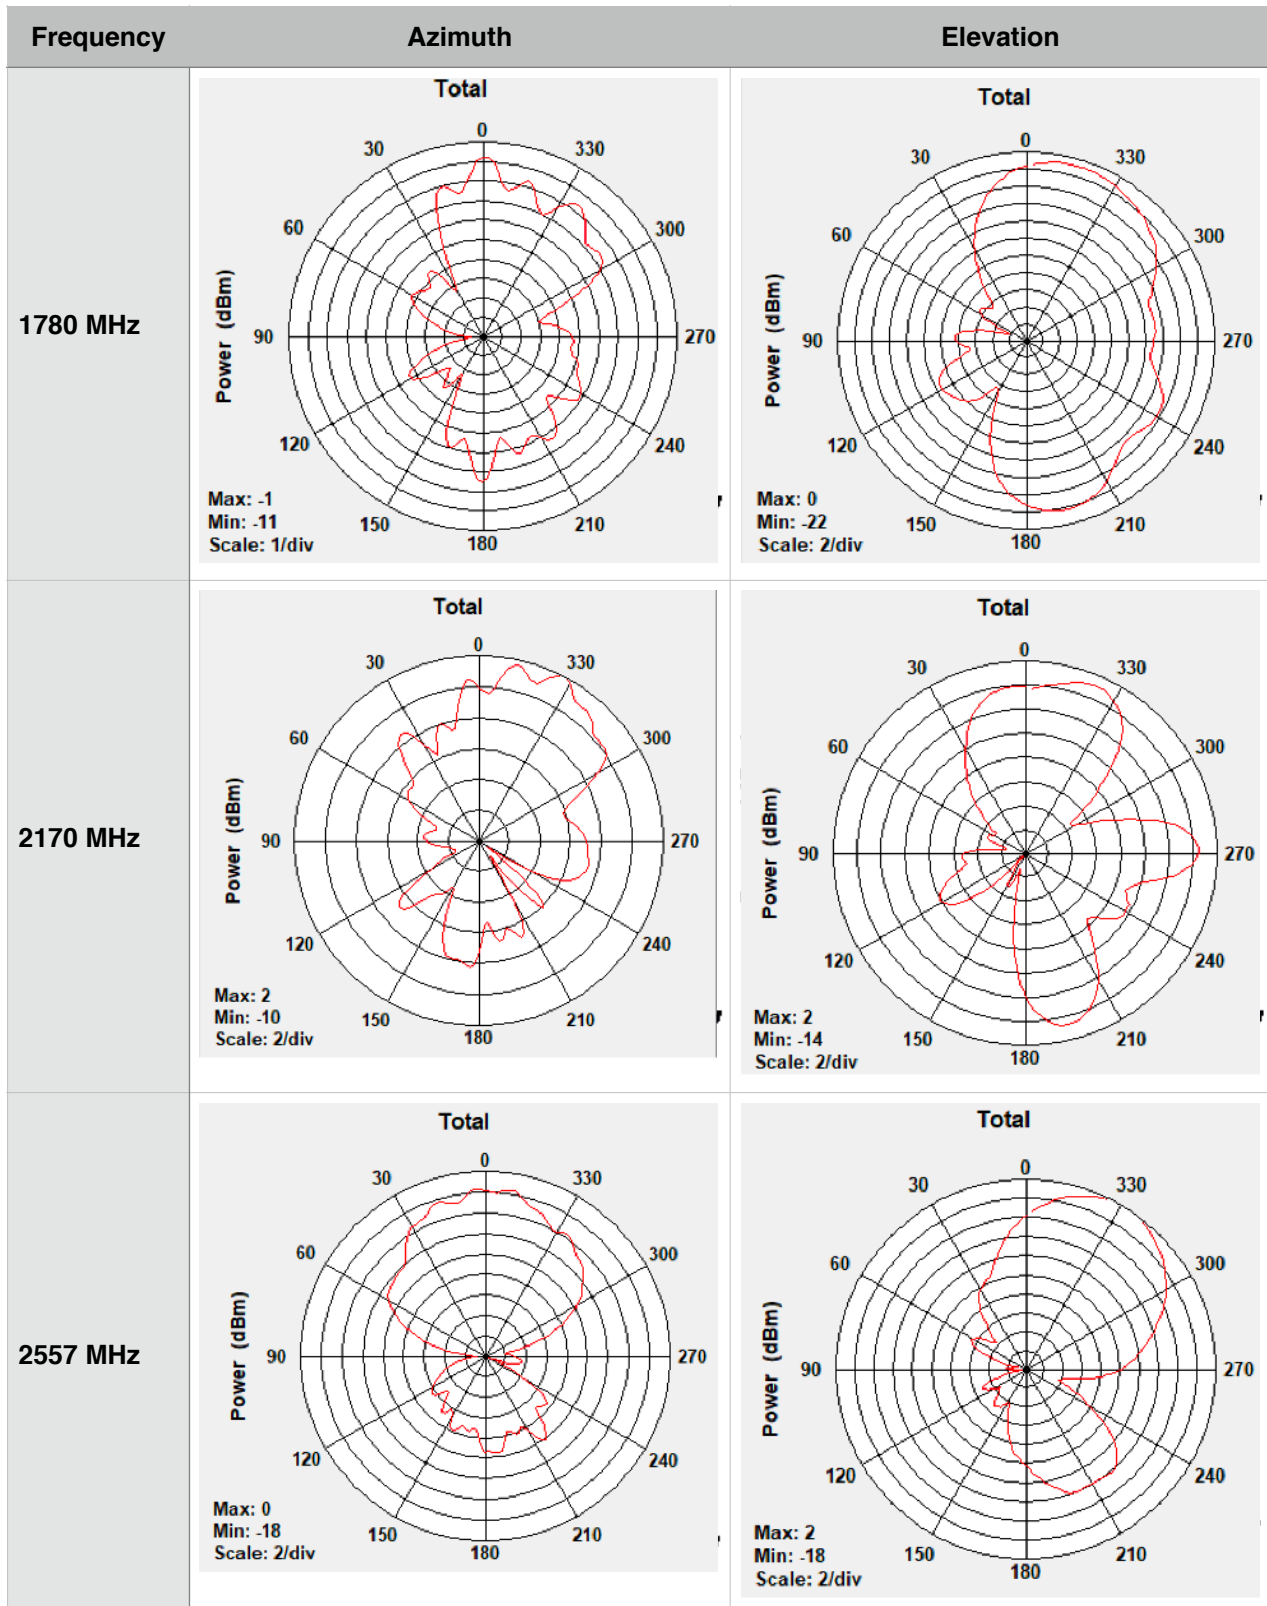 Frequency Azimuth Elevation
1780 MHz
Total
0
30 330
60 300
90 270
120 240
150 210
180
Power (dBm)
Max: -1
Min: -11
Scale: 1/div
Total
0
30 330
60 300
90 270
120 240
150 210
180
Power (dBm)
Max: 0
Min: -22
Scale: 2/div
2170 MHz
Total
0
30 330
60 300
90 270
120 240
150 210
180
Power (dBm)
Max: 2
Min: -10
Scale: 2/div
Total
0
30 330
60 300
90 270
120 240
150 210
180
Power (dBm)
Max: 2
Min: -14
Scale: 2/div
2557 MHz
Total
0
30 330
60 300
90 270
120 240
150 210
180
Power (dBm)
Max: 0
Min: -18
Scale: 2/div
Total
0
30 330
60 300
90 270
120 240
150 210
180
Power (dBm)
Max: 2
Min: -18
Scale: 2/div